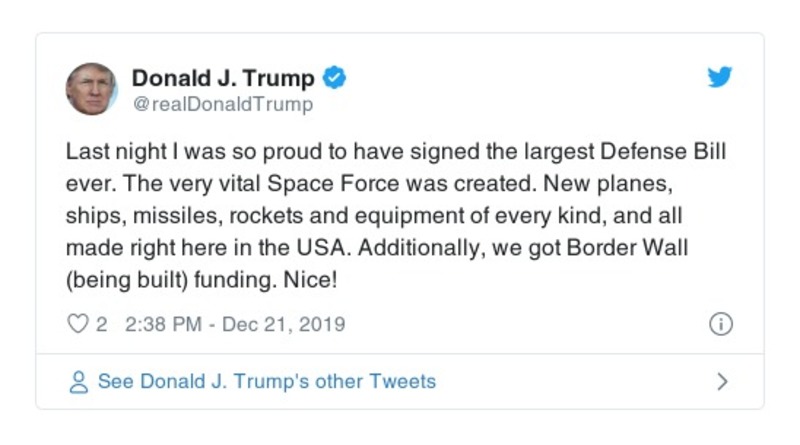 Donald J. Trump
@realDonaldTrump
Last night I was so proud to have signed the largest Defense Bill
ever. The very vital Space Force was created. New planes,
ships, missiles, rockets and equipment of every kind, and all
made right here in the USA. Additionally, we got Border Wall
(being built) funding. Nice!
2 2:38 PM - Dec 21, 2019
See Donald J. Trump's other Tweets